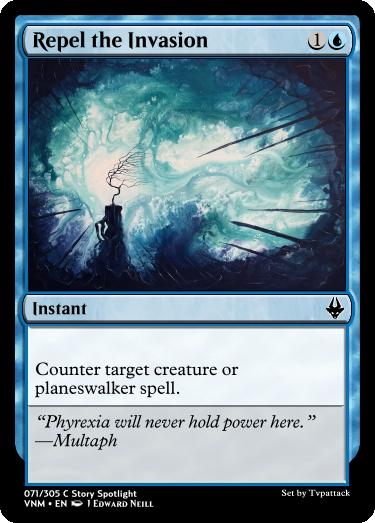 Repel the Invasion 1
Instant
Counter target creature or
planeswalker spell.
“Phyrexia will never hold power here.”
—Multaph
071/305 C Story Spotlight
Set by Tvpattack
VNM • EN Edward Neill